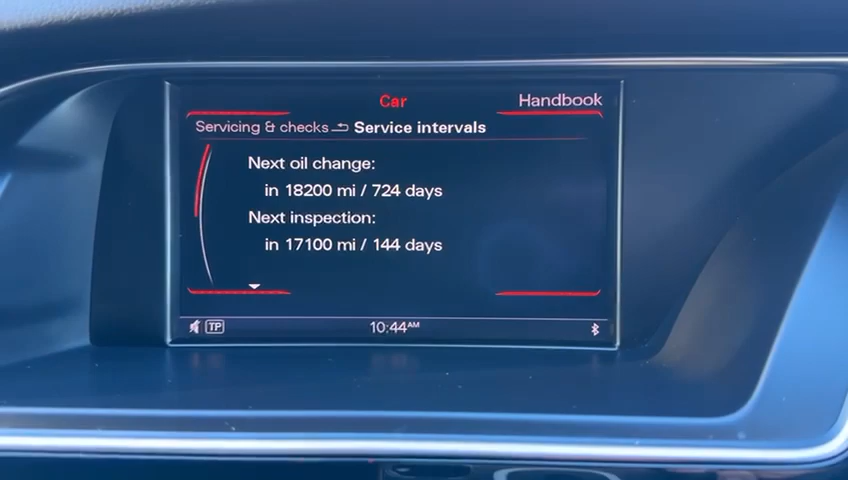 Car
Handbook
Servicing & checks Service intervals
Next oil change:
in 18200 mi / 724 days
Next inspection:
in 17100 mi / 144 days
TP
10:44AM